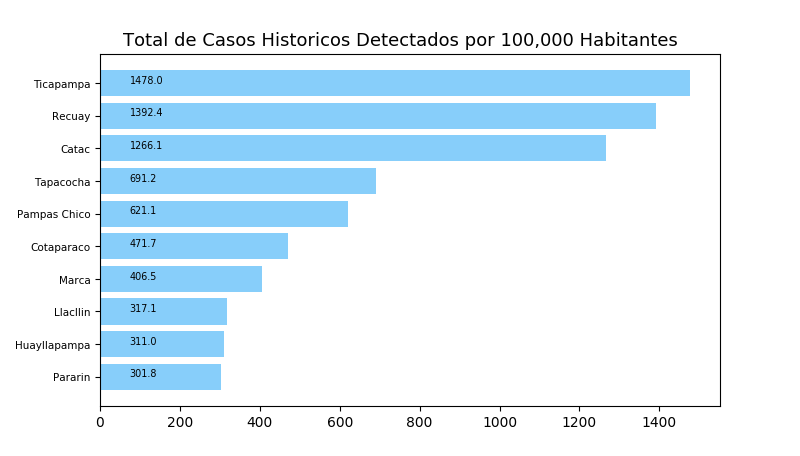 Total de Casos Historicos Detectados por 100,000 Habitantes
Ticapampa 1478.0
Recuay 1392.4
Catac 1266.1
Tapacocha 691.2
Pampas Chico 621.1
Cotaparaco 471.7
Marca 406.5
Llacllin 317.1
Huayllapampa 311.0
Pararin 301.8
0 200 400 600 800 1000 1200 1400